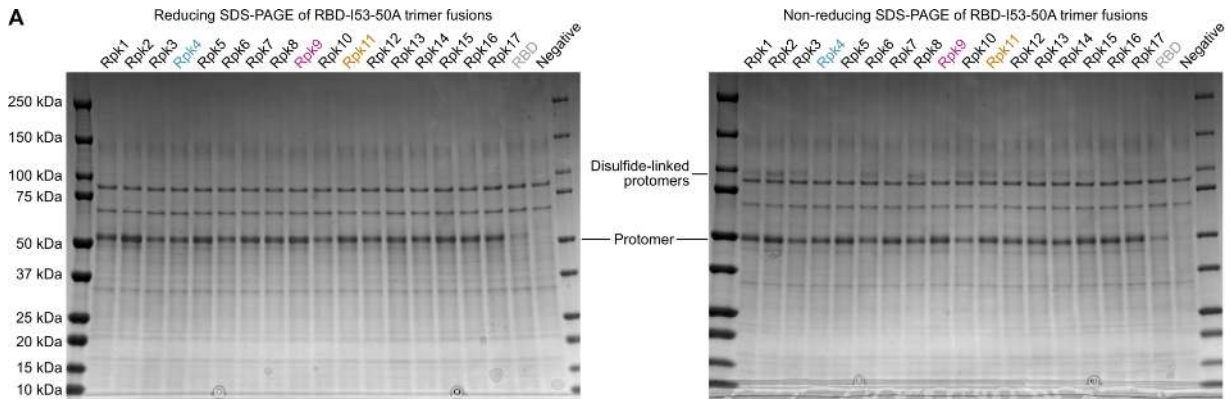 A
Reducing SDS-PAGE of RBD-I53-50A trimer fusions
Rpk1 Rpk2 Rpk3 Rpk4 Rpk5 Rpk6 Rpk7 Rpk8 Rpk9 Rpk10 Rpk11 Rpk12 Rpk13 Rpk14 Rpk15 Rpk16 Rpk17 RBD Negative
250 kDa
150 kDa
100 kDa
75 kDa
50 kDa
37 kDa
25 kDa
20 kDa
15 kDa
10 kDa
Disulfide-linked
protomers
Protomer
Non-reducing SDS-PAGE of RBD-I53-50A trimer fusions
Rpk1 Rpk2 Rpk3 Rpk4 Rpk5 Rpk6 Rpk7 Rpk8 Rpk9 Rpk10 Rpk11 Rpk12 Rpk13 Rpk14 Rpk15 Rpk16 Rpk17 RBD Negative